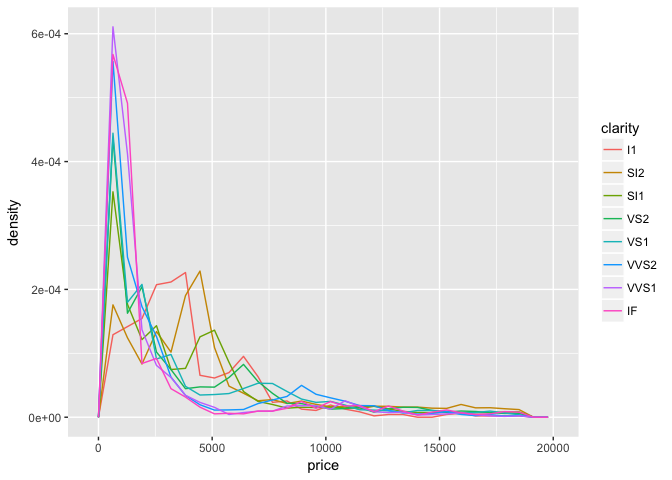 6e-04
4e-04
2e-04
0e+00
density
0
5000
10000
15000
20000
price
clarity
I1
SI2
SI1
VS2
VS1
VVS2
VVS1
IF